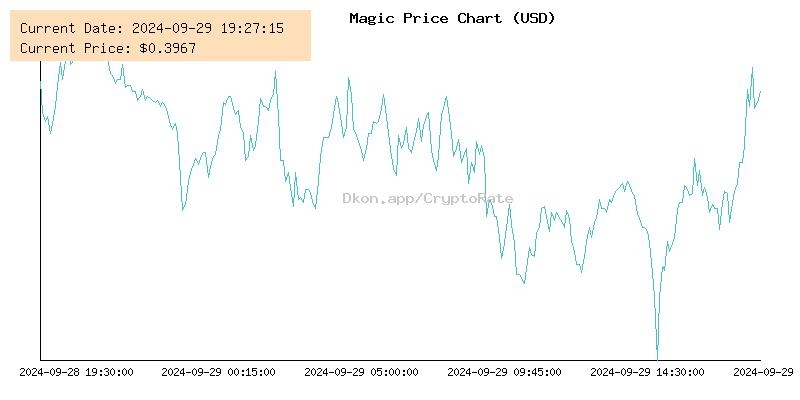 Magic Price Chart (USD)
Current Date: 2024-09-29 19:27:15
Current Price: $0.3967
Dkon.app/CryptoRate
2024-09-28 19:30:00 2024-09-29 00:15:00 2024-09-29 05:00:00 2024-09-29 09:45:00 2024-09-29 14:30:00 2024-09-29